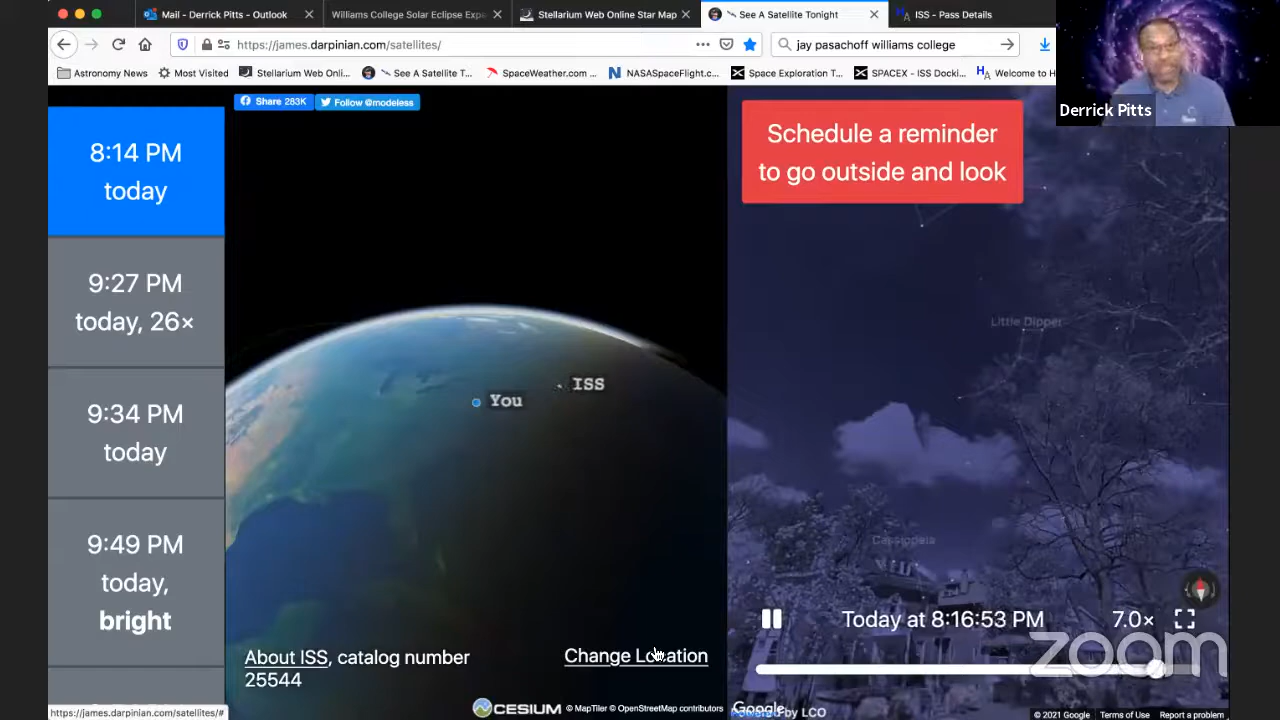 Mail - Derrick Pitts - Outlook
Williams College Solar Eclipse Expe
Stellarium Web Online Star Map
See A Satellite Tonight
ISS - Pass Details
https://james.darpinian.com/satellites/
jay pasachoff williams college
Astronomy News
Most Visited
Stellarium Web Onli...
See A Satellite T...
SpaceWeather.com ...
NASASpaceFlight.c...
Space Exploration T...
SPACEX - ISS Docki...
Welcome to H
Derrick Pitts
Share 283K
Follow @modeless
8:14 PM
today
9:27 PM
today, 26×
9:34 PM
today
9:49 PM
today,
bright
Schedule a reminder
to go outside and look
Little Dipper
ISS
You
Cassiopeia
Today at 8:16:53 PM
7.0×
About ISS, catalog number
25544
Change Location
zoom
CESIUM
© MapTiler © OpenStreetMap contributors
Google
Powered by LCO
© 2021 Google
Terms of Use
Report a problem
https://james.darpinian.com/satellites/#